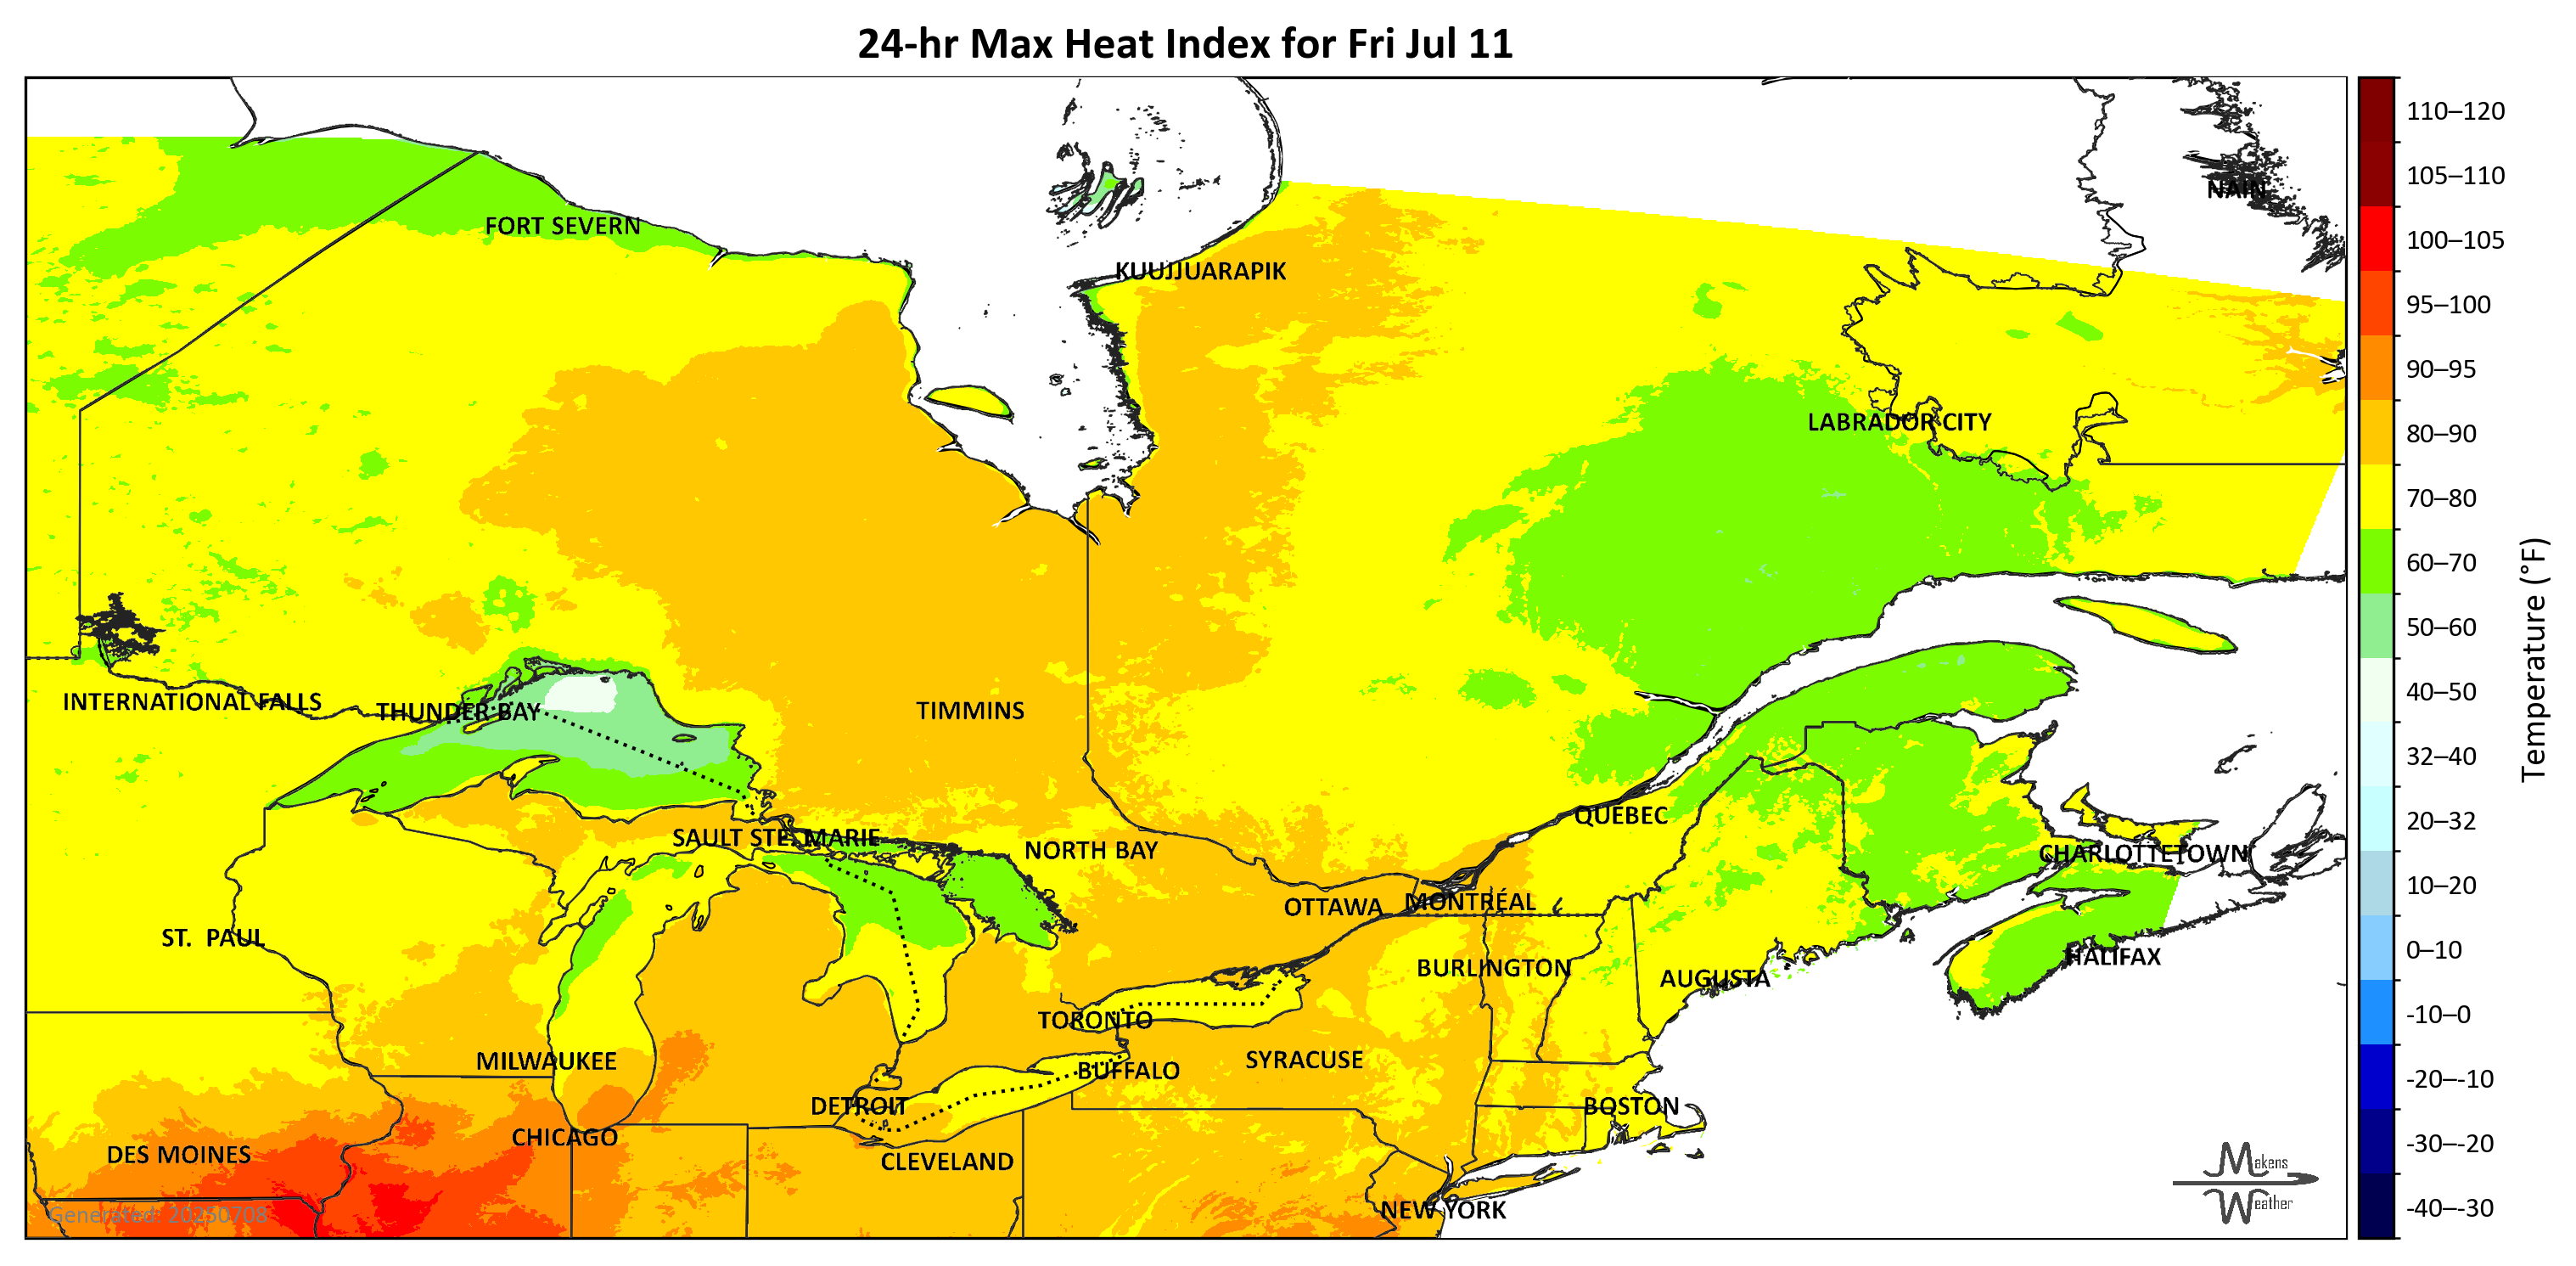 24-hr Max Heat Index for Fri Jul 11
110–120
105–110
NAIN
FORT SEVERN
100–105
KUUJJUARAPIK
95–100
90–95
LABRADOR CITY
80–90
70–80
60–70
50–60
Temperature (°F)
INTERNATIONAL FALLS
THUNDER BAY
TIMMINS
40–50
32–40
QUEBEC
20–32
SAULT STE. MARIE
NORTH BAY
CHARLOTTETOWN
10–20
OTTAWA
MONTRÉAL
ST. PAUL
BURLINGTON
AUGUSTA
HALIFAX
0–10
TORONTO
-10–0
MILWAUKEE
BUFFALO
SYRACUSE
-20–-10
DETROIT
BOSTON
CHICAGO
DES MOINES
CLEVELAND
-30–-20
Makens
Weather
Generated: 20250708
NEW YORK
-40–-30